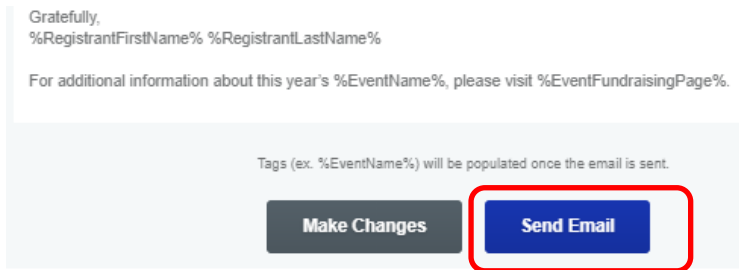 Gratefully,
%RegistrantFirstName% %RegistrantLastName%
For additional information about this year's %EventName%, please visit %EventFundraisingPage%.
Tags (ex. %EventName%) will be populated once the email is sent.
Make Changes
Send Email